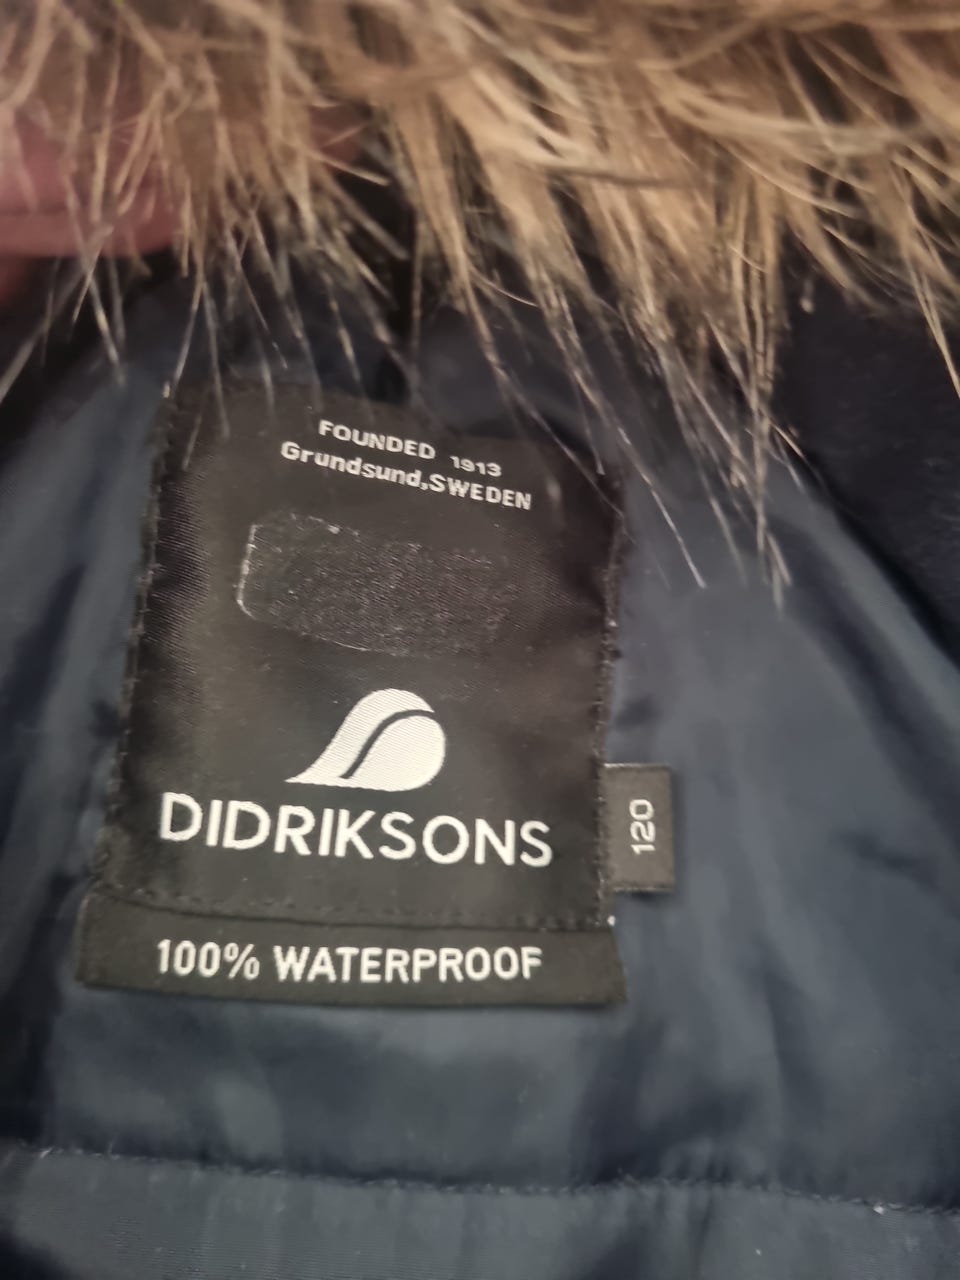 FOUNDED 1913
Grundsund,SWEDEN
DIDRIKSONS
120
100% WATERPROOF